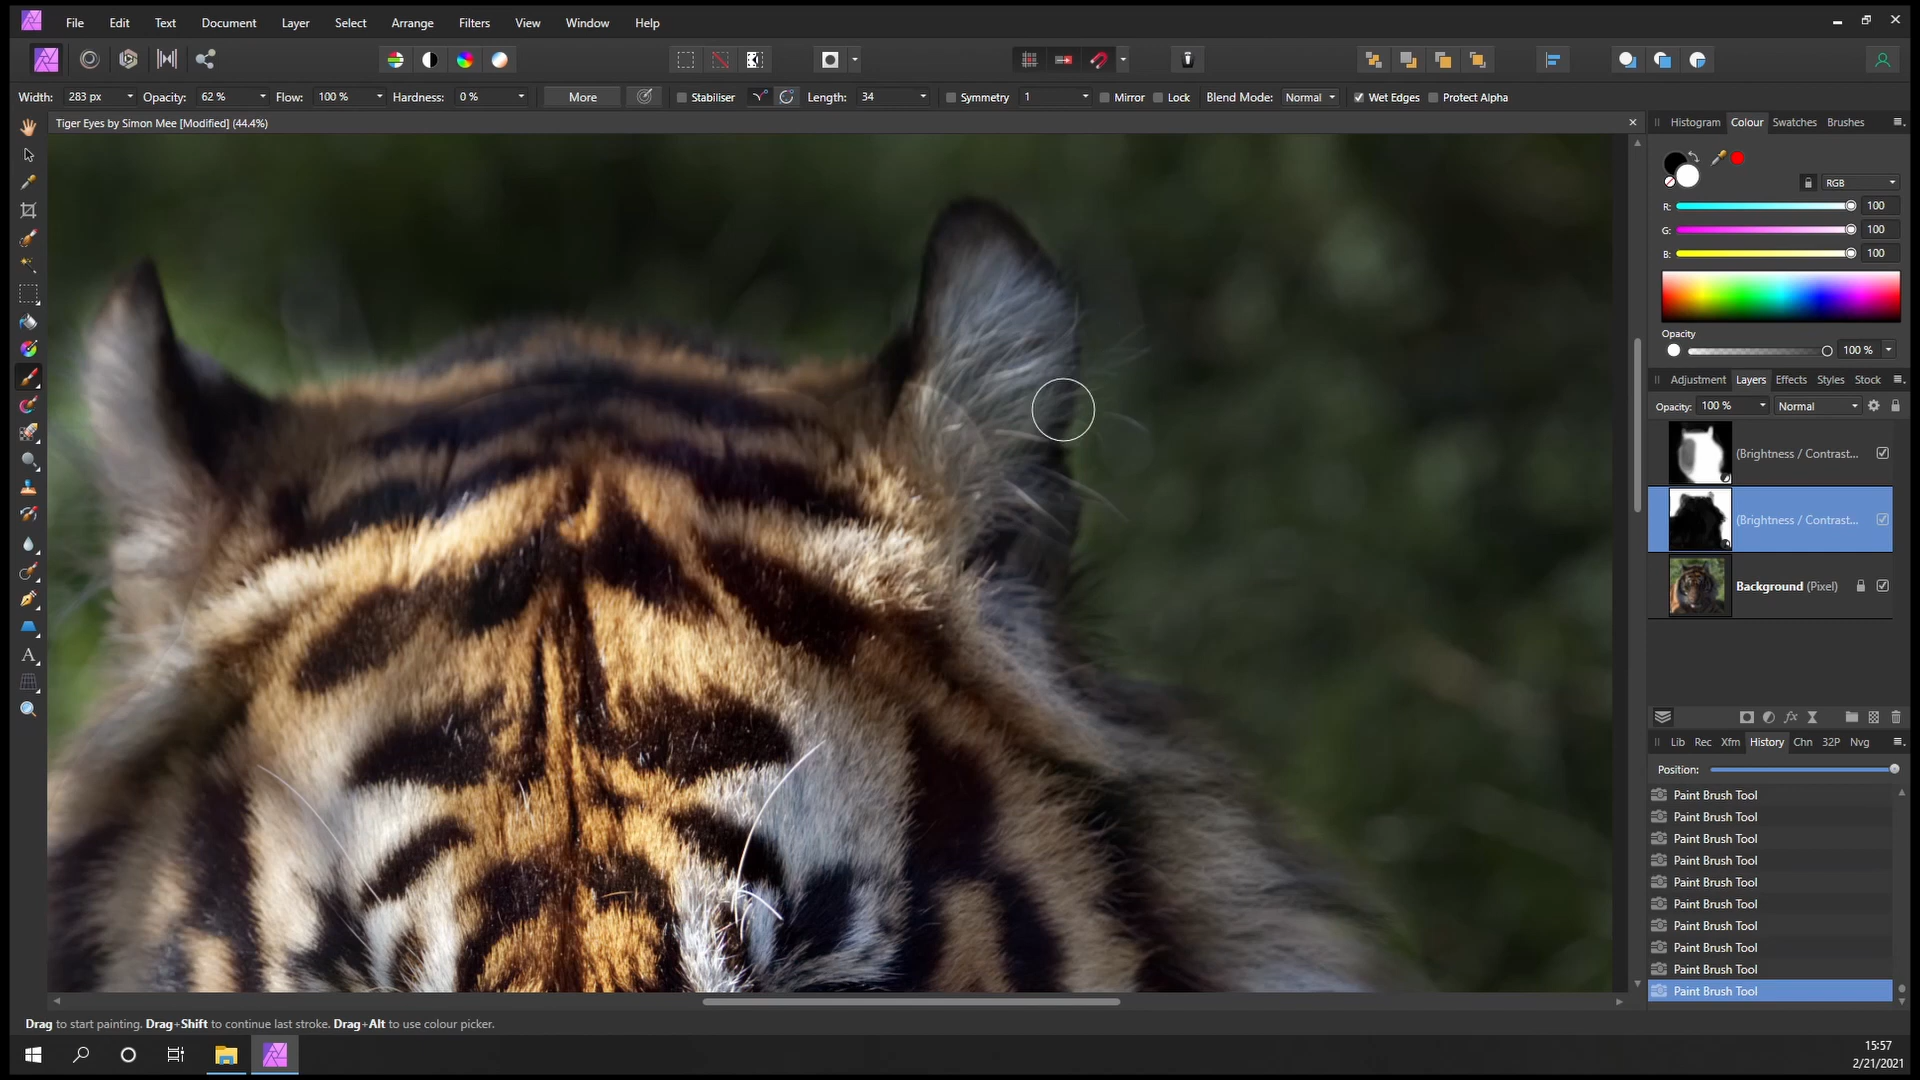 File Edit Text Document Layer Select Arrange Filters View Window Help
Width: 283 px Opacity: 62 % Flow: 100 % Hardness: 0 % More Stabiliser Length: 34 Symmetry 1 Mirror Lock Blend Mode: Normal Wet Edges Protect Alpha
Tiger Eyes by Simon Mee [Modified] (44.4%)
Histogram Colour Swatches Brushes
RGB
R: 100
G: 100
B: 100
Opacity
100 %
Adjustment Layers Effects Styles Stock
Opacity: 100 % Normal
(Brightness / Contrast...
(Brightness / Contrast...
Background (Pixel)
Lib Rec Xfm History Chn 32P Nvg
Position:
Paint Brush Tool
Paint Brush Tool
Paint Brush Tool
Paint Brush Tool
Paint Brush Tool
Paint Brush Tool
Paint Brush Tool
Paint Brush Tool
Paint Brush Tool
Paint Brush Tool
Drag to start painting. Drag+Shift to continue last stroke. Drag+Alt to use colour picker.
15:57
2/21/2021